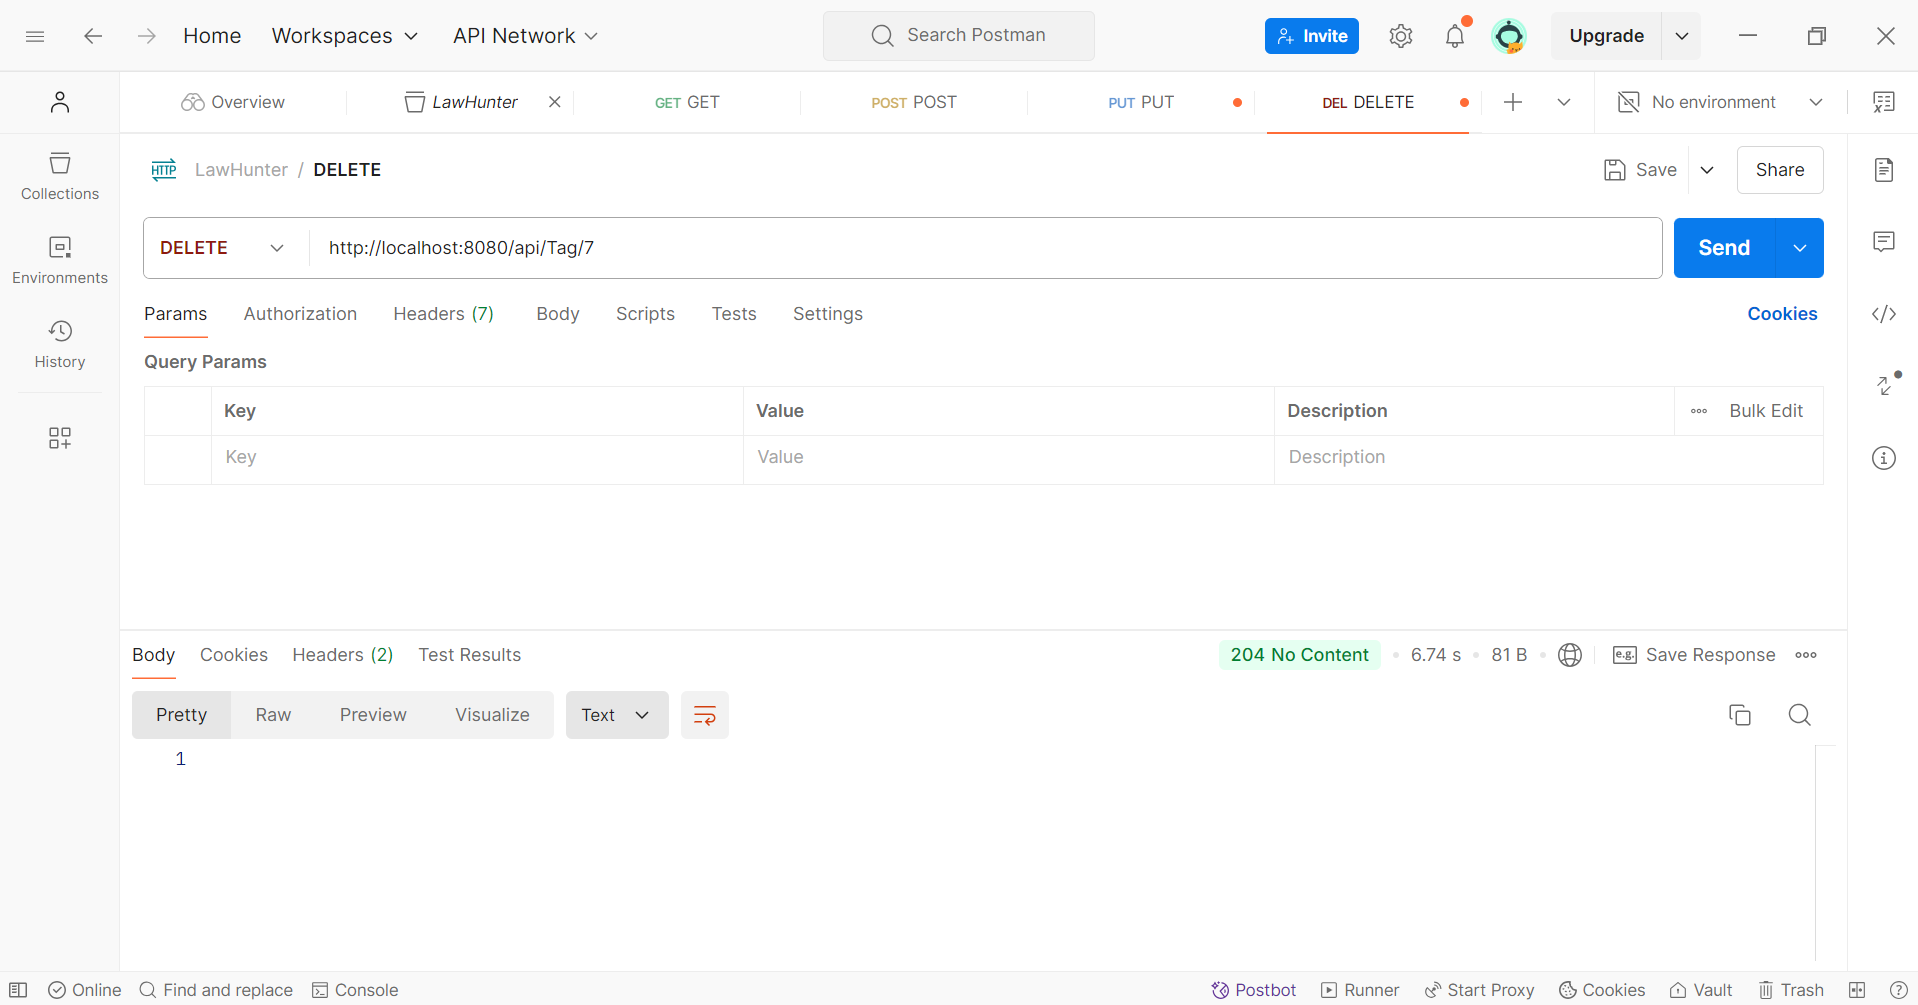 Home Workspaces API Network Search Postman Invite Upgrade
Overview LawHunter GET GET POST POST PUT PUT DEL DELETE No environment
HTTP LawHunter / DELETE Save Share
Collections
DELETE http://localhost:8080/api/Tag/7 Send
Environments
Params Authorization Headers (7) Body Scripts Tests Settings Cookies
History
Query Params
Key Value Description Bulk Edit
Key Value Description
Body Cookies Headers (2) Test Results 204 No Content 6.74 s 81 B e.g. Save Response
Pretty Raw Preview Visualize Text
1
Online Find and replace Console Postbot Runner Start Proxy Cookies Vault Trash